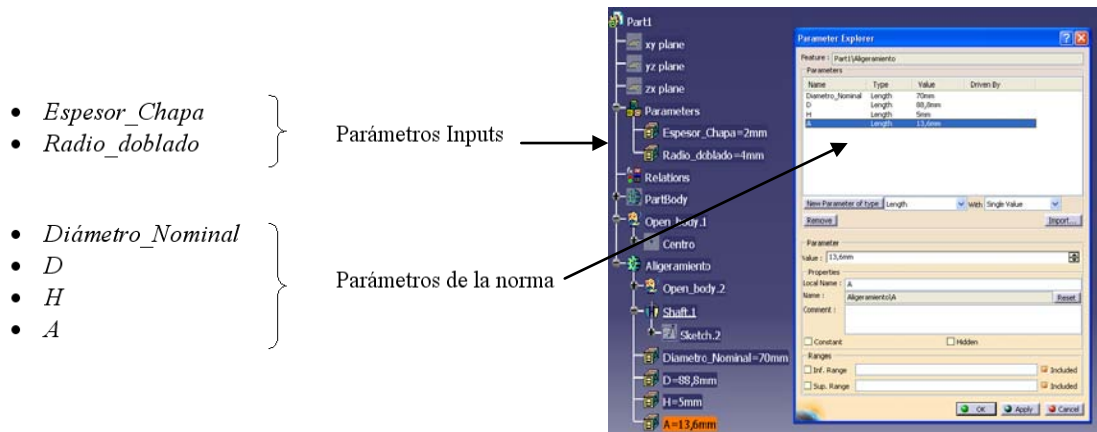 • Espesor_Chapa
• Radio_doblado
Parámetros Inputs
• Diámetro_Nominal
• D
• H
• A
Parámetros de la norma
Part1
xy plane
yz plane
zx plane
Parameters
Espesor_Chapa=2mm
Radio_doblado=4mm
Relations
PartBody
Open_body.1
Centro
Aligeramiento
Open_body.2
Shaft.1
Sketch.2
Diametro_Nominal=70mm
D=88,8mm
H=5mm
A=13,6mm
Parameter Explorer
Feature : Part1\Aligeramiento
Parameters
Name Type Value Driven By
Diametro_Nominal Length 70mm
D Length 88,8mm
H Length 5mm
A Length 13,6mm
New Parameter of type Length With Single Value
Remove Import...
Parameter
Value : 13,6mm
Properties
Local Name : A
Name : Aligeramiento\A Reset
Comment :
Constant Hidden
Ranges
Inf. Range Included
Sup. Range Included
OK Apply Cancel